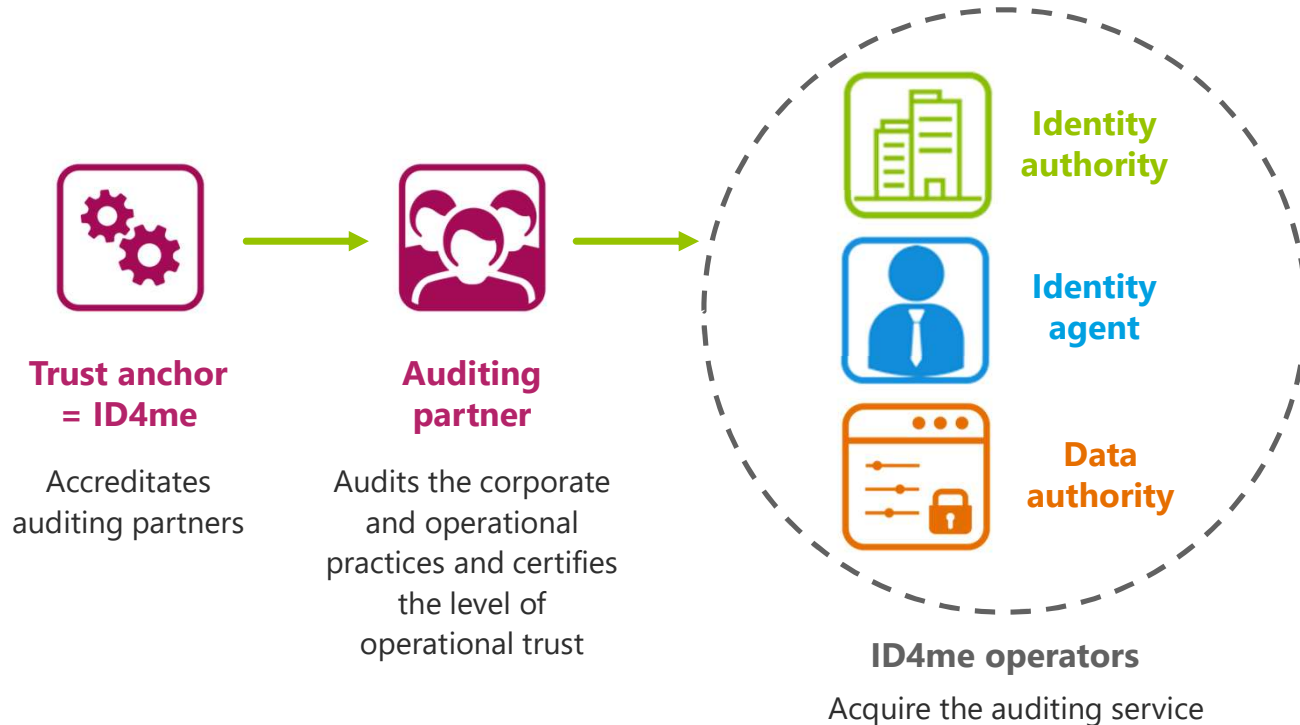 Trust anchor
= ID4me
Accreditates
auditing partners
Auditing
partner
Audits the corporate
and operational
practices and certifies
the level of
operational trust
Identity
authority
Identity
agent
Data
authority
ID4me operators
Acquire the auditing service